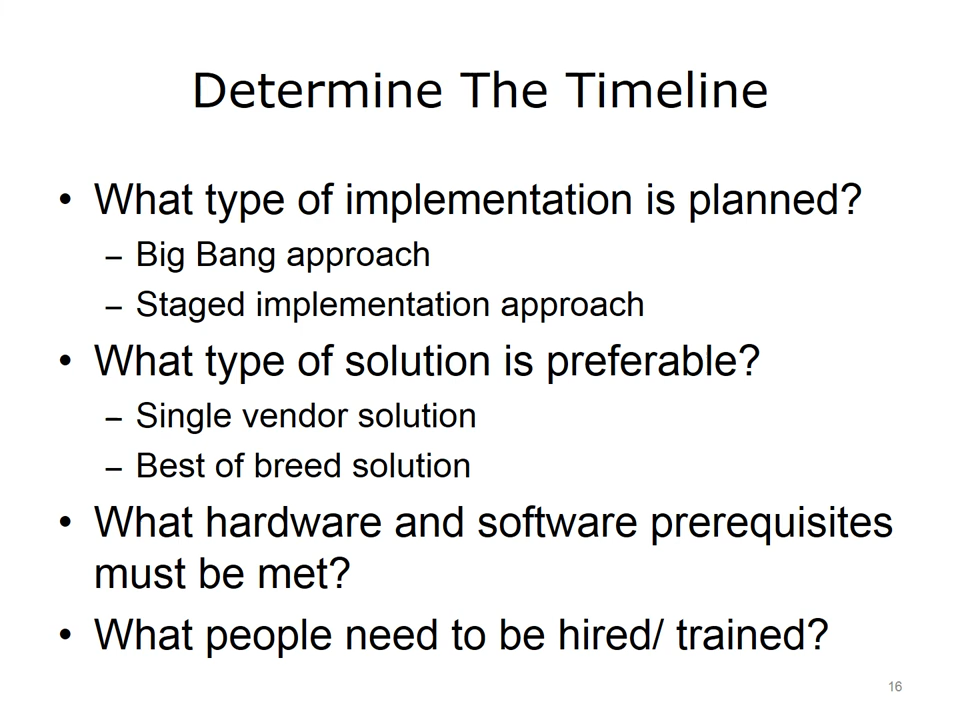 Determine The Timeline
• What type of implementation is planned?
– Big Bang approach
– Staged implementation approach
• What type of solution is preferable?
– Single vendor solution
– Best of breed solution
• What hardware and software prerequisites
must be met?
• What people need to be hired/ trained?
16